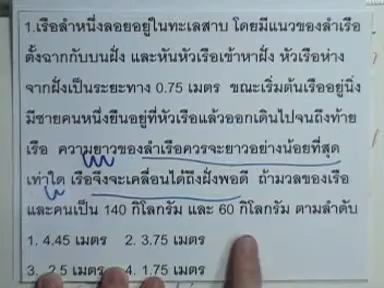 1.เรือลำหนึ่งลอยอยู่ในทะเลสาบ โดยมีแนวของลำเรือ
ตั้งฉากกับบนฝั่ง และหันหัวเรือเข้าหาฝั่ง หัวเรือห่าง
จากฝั่งเป็นระยะทาง 0.75 เมตร ขณะเริ่มต้นเรืออยู่นิ่ง
มีชายคนหนึ่งยืนอยู่ที่หัวเรือแล้วออกเดินไปจนถึงท้าย
เรือ ความยาวของลำเรือควรจะยาวอย่างน้อยที่สุด
เท่าใด เรือจึงจะเคลื่อนได้ถึงฝั่งพอดี ถ้ามวลของเรือ
และคนเป็น 140 กิโลกรัม และ 60 กิโลกรัม ตามลำดับ
1. 4.45 เมตร 2. 3.75 เมตร
3. 2.5 เมตร 4. 1.75 เมตร